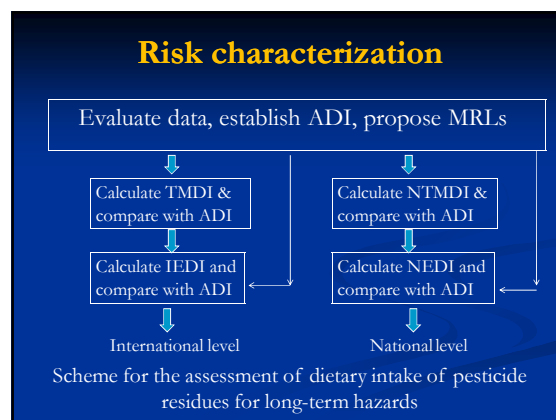 Risk characterization
Evaluate data, establish ADI, propose MRLs
Calculate TMDI &
compare with ADI
Calculate NTMDI &
compare with ADI
Calculate IEDI and
compare with ADI
Calculate NEDI and
compare with ADI
International level
National level
Scheme for the assessment of dietary intake of pesticide
residues for long-term hazards